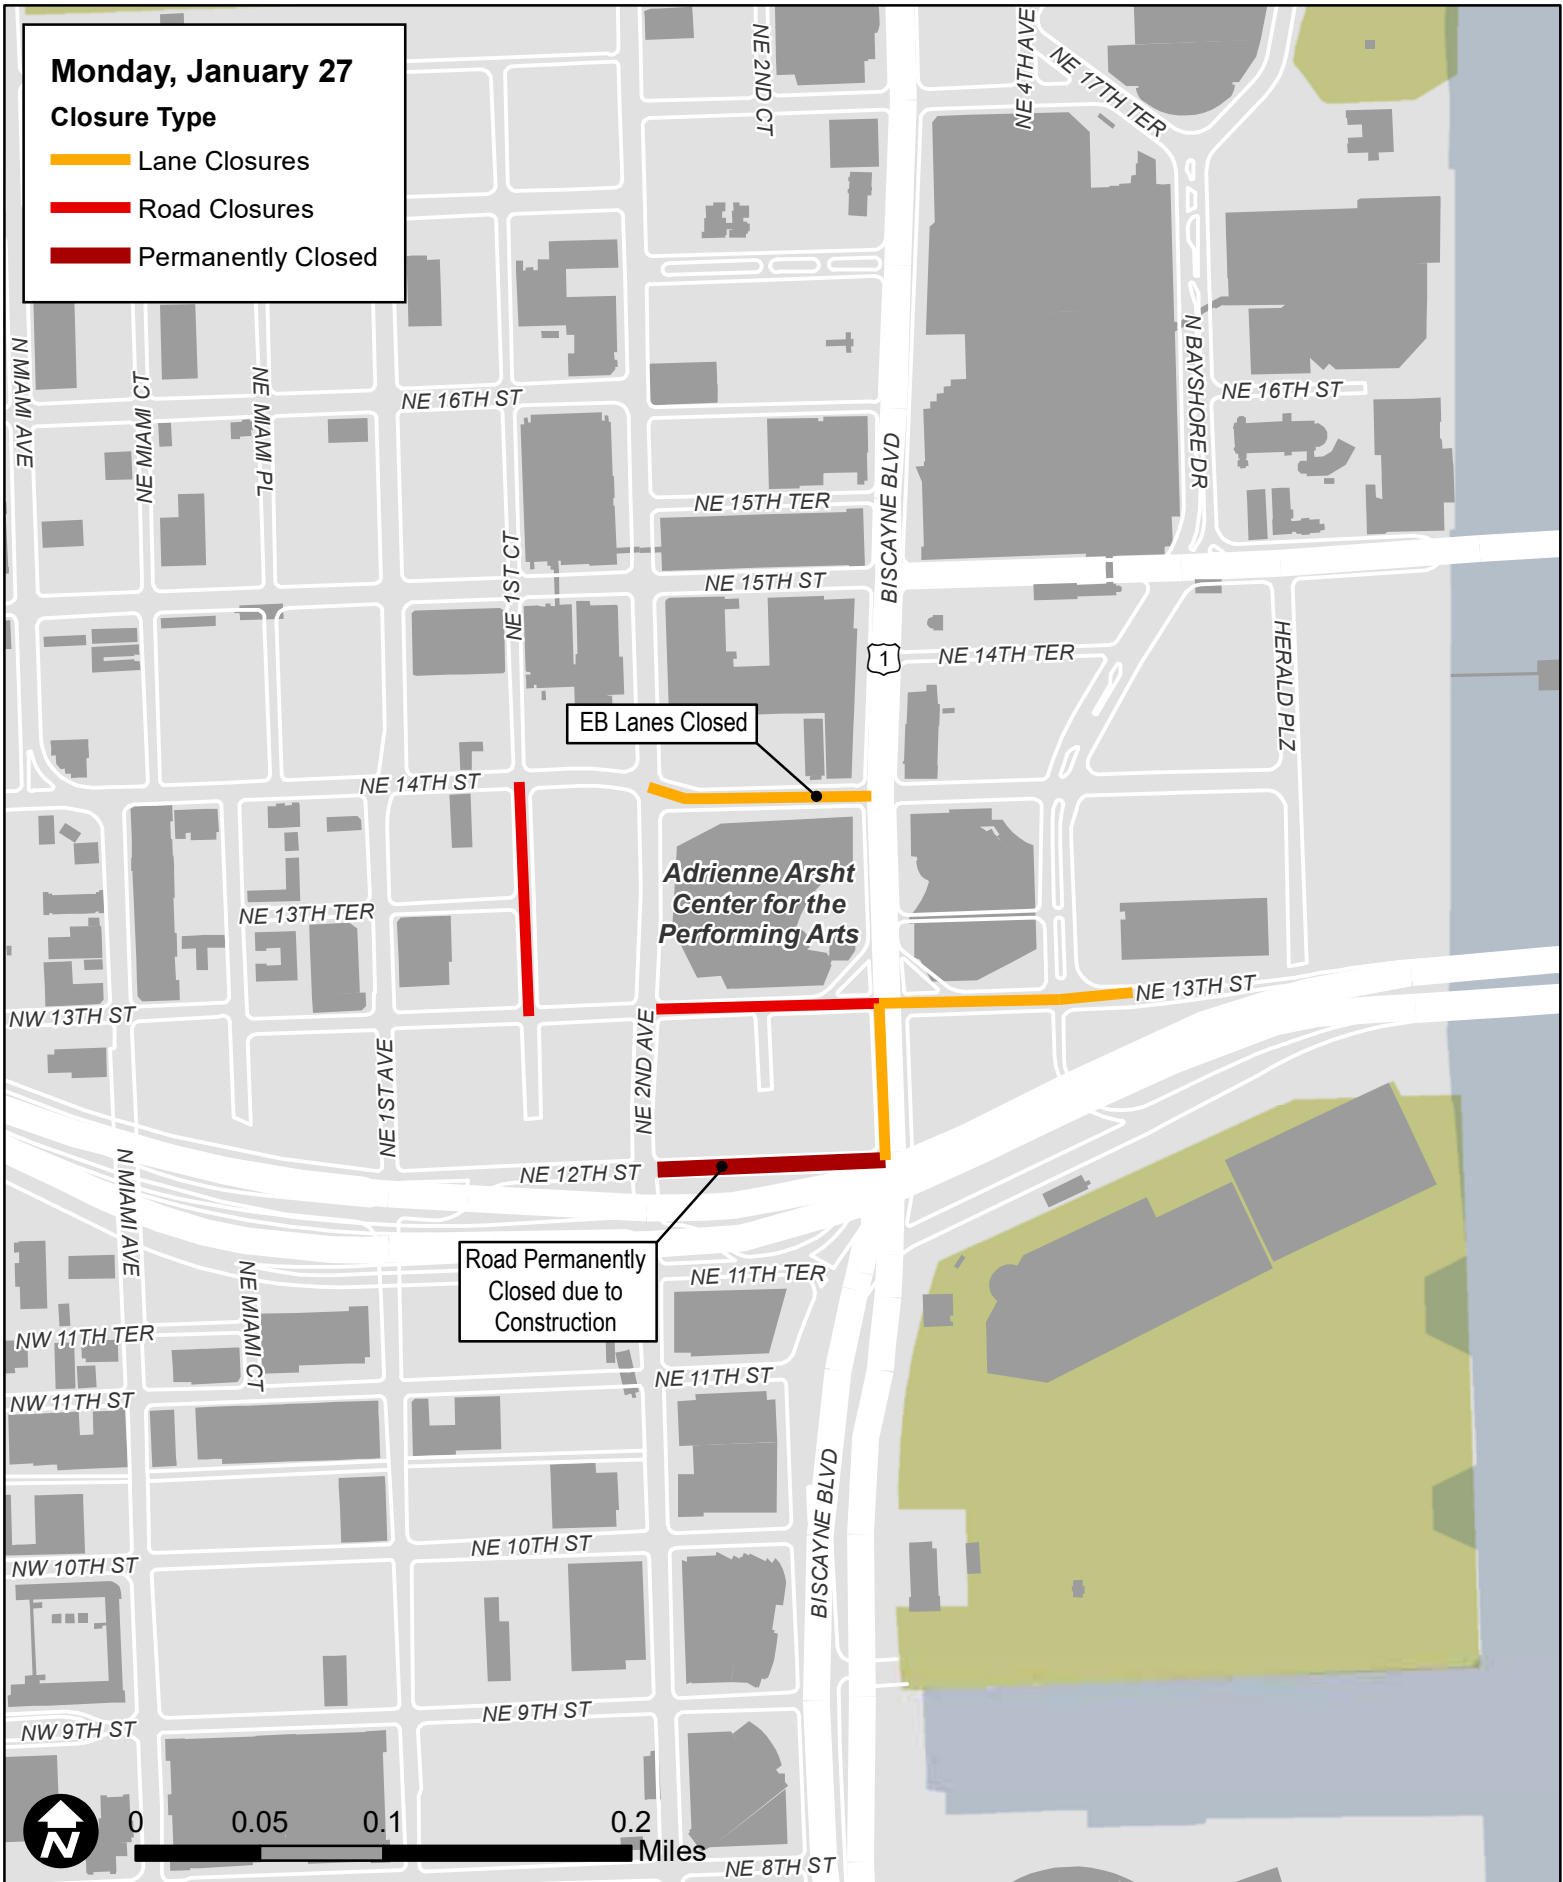 Monday, January 27
Closure Type
Lane Closures
Road Closures
Permanently Closed
NE 2ND CT
NE 4TH AVE
NE 17TH TER
N MIAMI AVE
NE MIAMI CT
NE MIAMI PL
NE 16TH ST
N BAYSHORE DR
NE 16TH ST
BISCAYNE BLVD
NE 15TH TER
NE 1ST CT
NE 15TH ST
1
NE 14TH TER
HERALD PLZ
EB Lanes Closed
NE 14TH ST
Adrienne Arsht
Center for the
Performing Arts
NE 13TH TER
NW 13TH ST
NE 13TH ST
NE 1ST AVE
NE 2ND AVE
NE 12TH ST
N MIAMI AVE
Road Permanently
Closed due to
Construction
NE 11TH TER
NE MIAMI CT
NW 11TH TER
NE 11TH ST
NW 11TH ST
BISCAYNE BLVD
NE 10TH ST
NW 10TH ST
NE 9TH ST
NW 9TH ST
N
0 0.05 0.1 0.2
Miles
NE 8TH ST